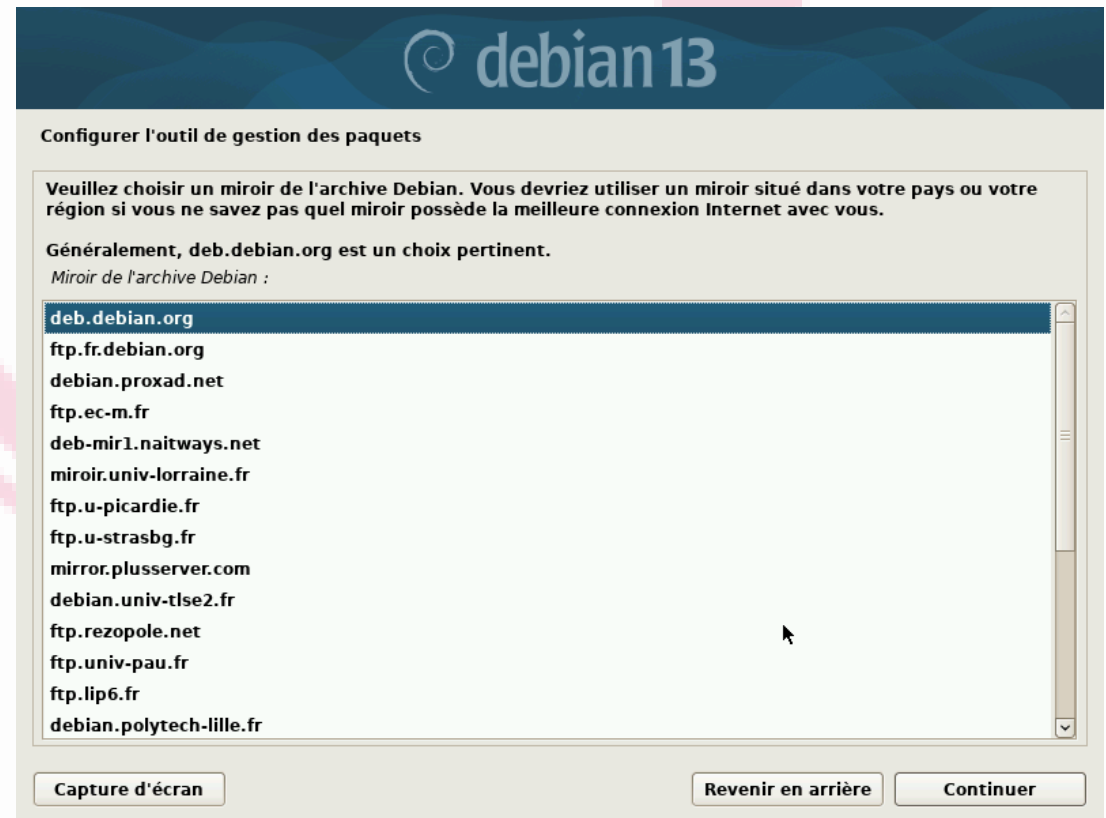 debian 13
Configurer l'outil de gestion des paquets
Veuillez choisir un miroir de l'archive Debian. Vous devriez utiliser un miroir situé dans votre pays ou votre
région si vous ne savez pas quel miroir possède la meilleure connexion Internet avec vous.
Généralement, deb.debian.org est un choix pertinent.
Miroir de l'archive Debian :
deb.debian.org
ftp.fr.debian.org
debian.proxad.net
ftp.ec-m.fr
deb-mir1.naitways.net
miroir.univ-lorraine.fr
ftp.u-picardie.fr
ftp.u-strasbg.fr
mirror.plusserver.com
debian.univ-tlse2.fr
ftp.rezopole.net
ftp.univ-pau.fr
ftp.lip6.fr
debian.polytech-lille.fr
Capture d'écran Revenir en arrière Continuer